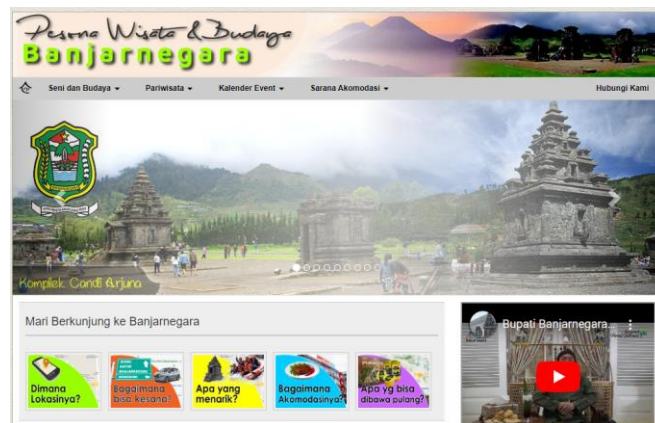 Pesona Wisata & Budaya
Banjarnegara
Seni dan Budaya
Pariwisata
Kalender Event
Sarana Akomodasi
Hubungi Kami
Komplek Candi Arjuna
Mari Berkunjung ke Banjarnegara
Dimana
Lokasinya?
Bagaimana
bisa kesana?
Apa yang
menarik?
Bagaimana
Akomodasinya?
Apa yg bisa
dibawa pulang?
Bupati Banjarnegara...